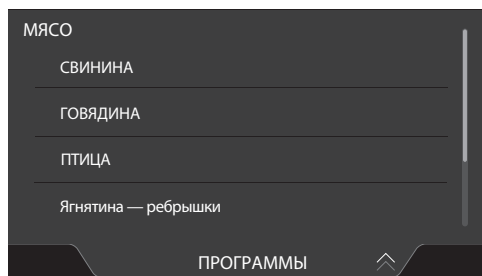 МЯСО
СВИНИНА
ГОВЯДИНА
ПТИЦА
Ягнятина — ребрышки
ПРОГРАММЫ